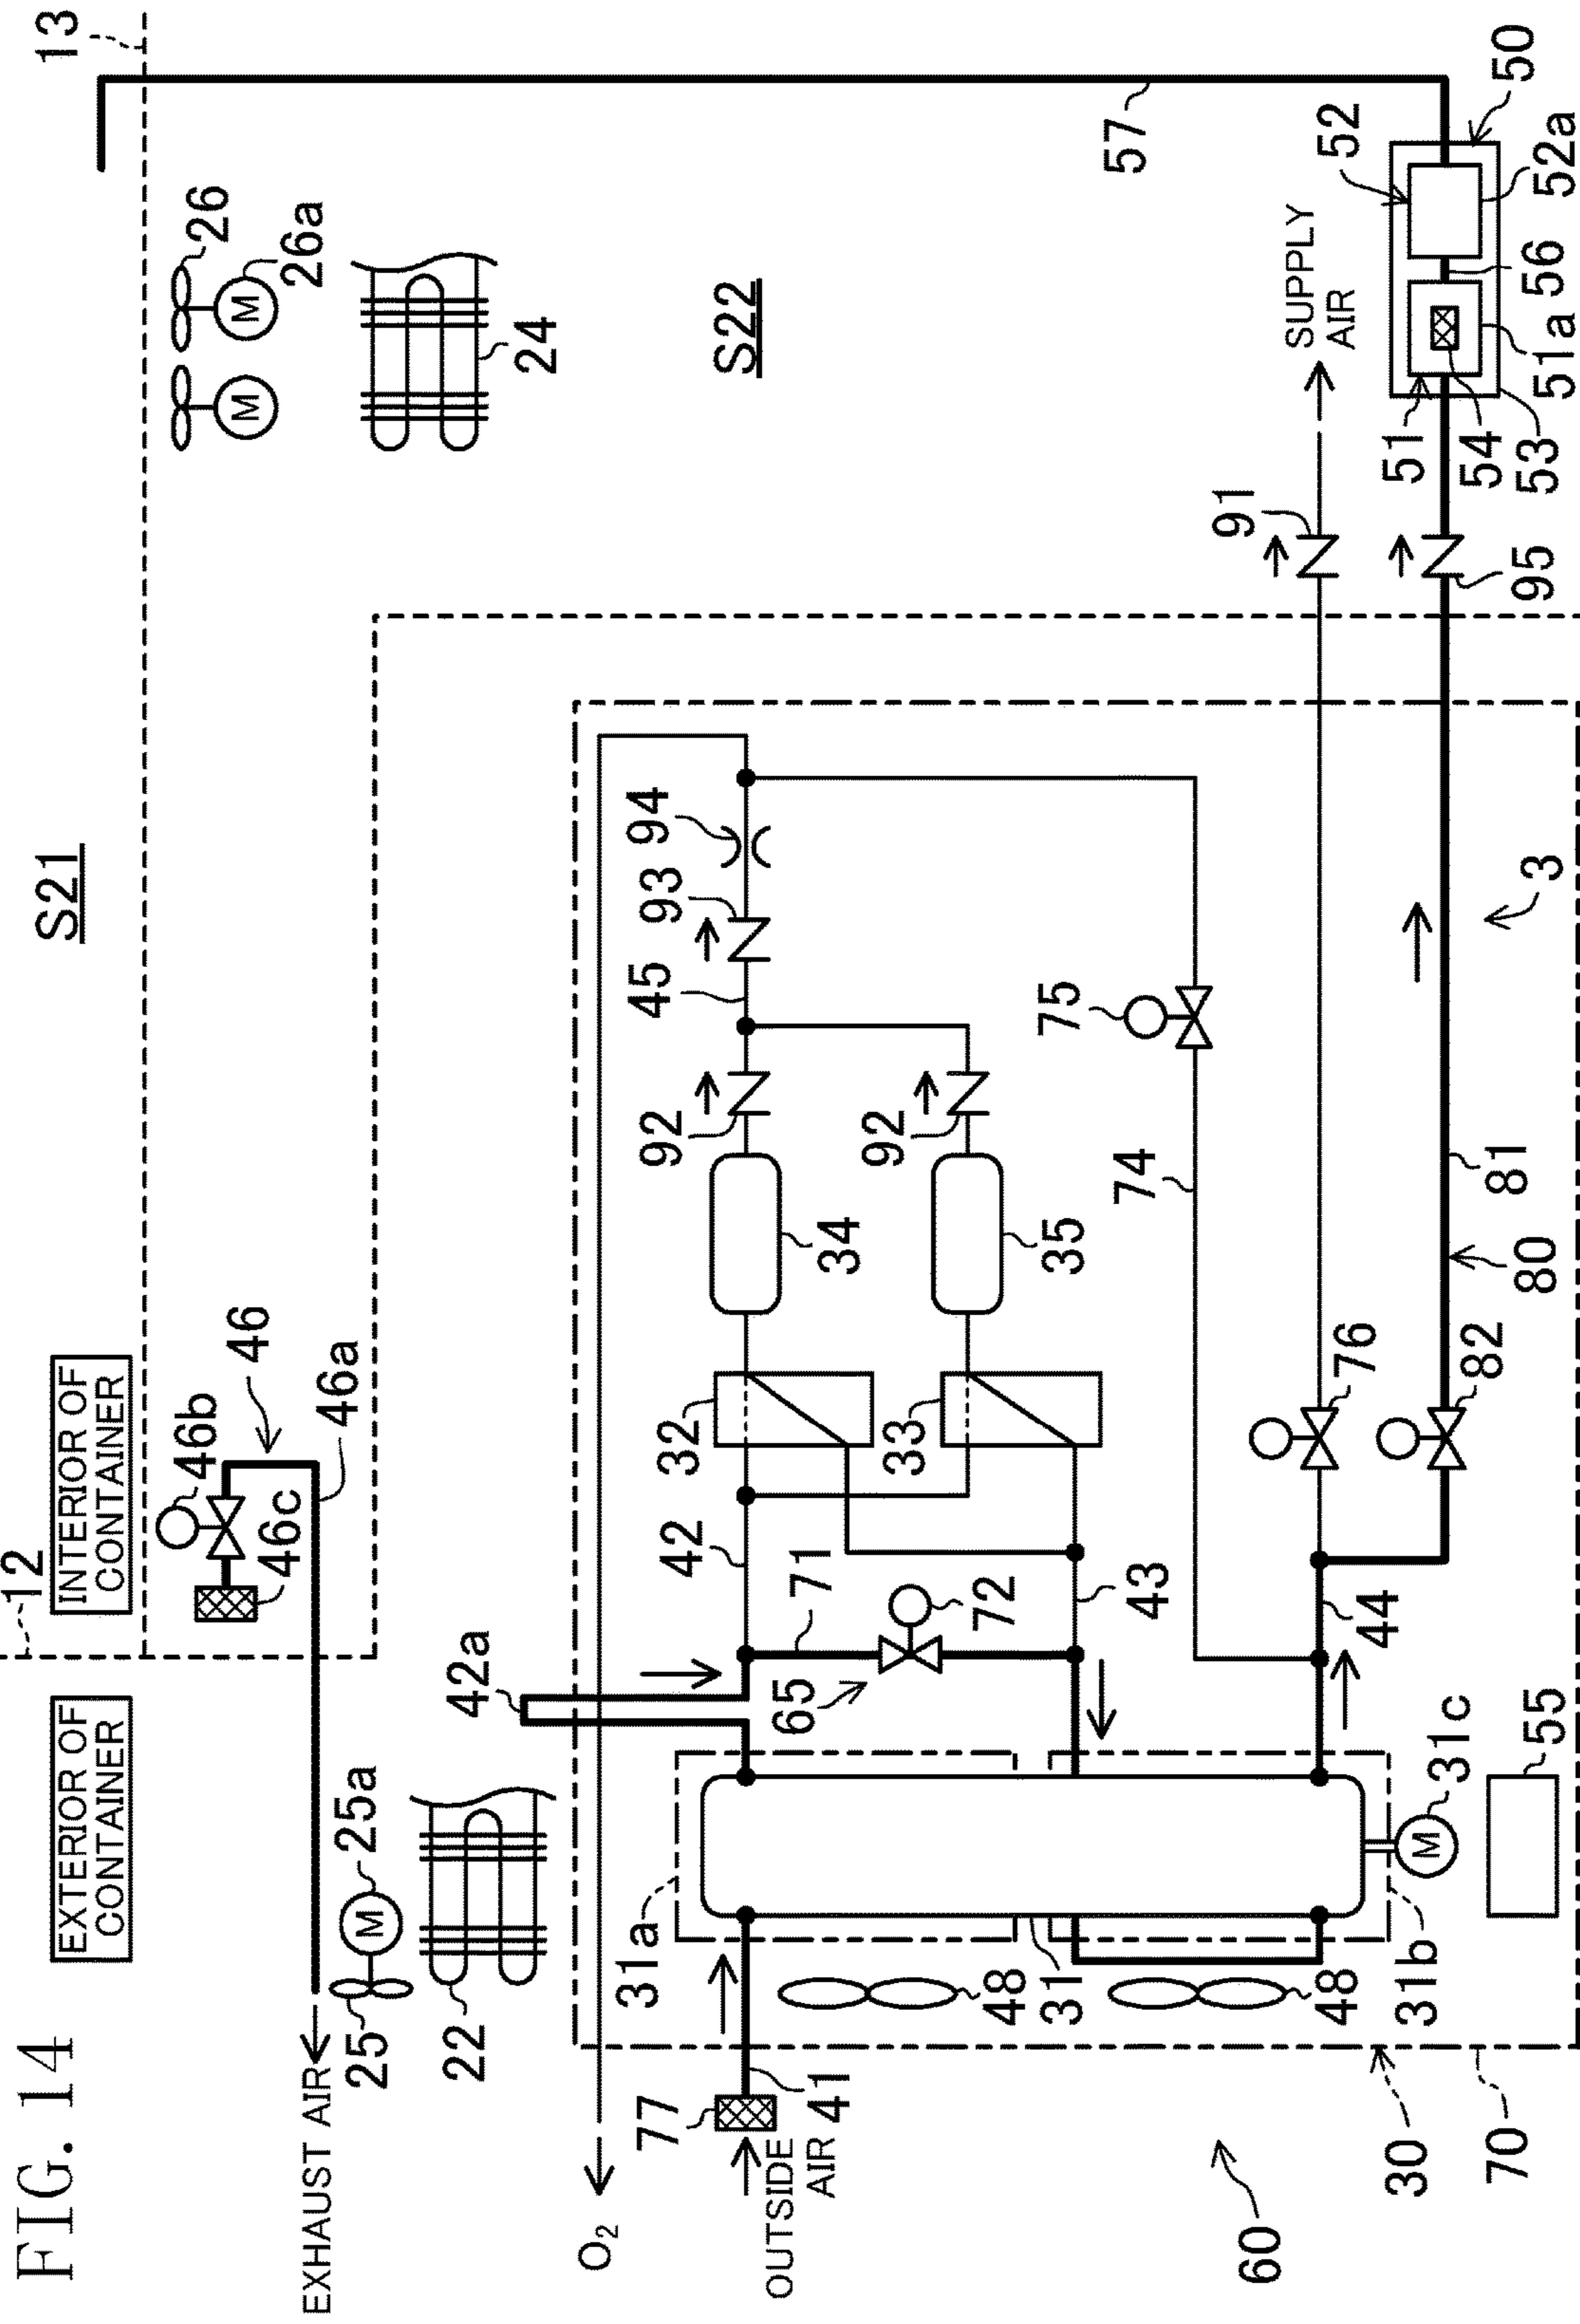 FIG. 14
S21
13
12
EXTERIOR OF
CONTAINER
INTERIOR OF
CONTAINER
46b
46
26
46c
46a
26a
M
M
EXHAUST AIR
25
25a
M
22
42a
24
O₂
77
31a
94
32
42
92
45
93
S22
OUTSIDE
AIR
41
65
71
34
48
31
72
33
92
35
43
74
75
57
60
91
SUPPLY
AIR
48
44
76
52
30
31b
31c
M
51
70
55
82
80
81
3
95
54
53
51a
56
52a
50